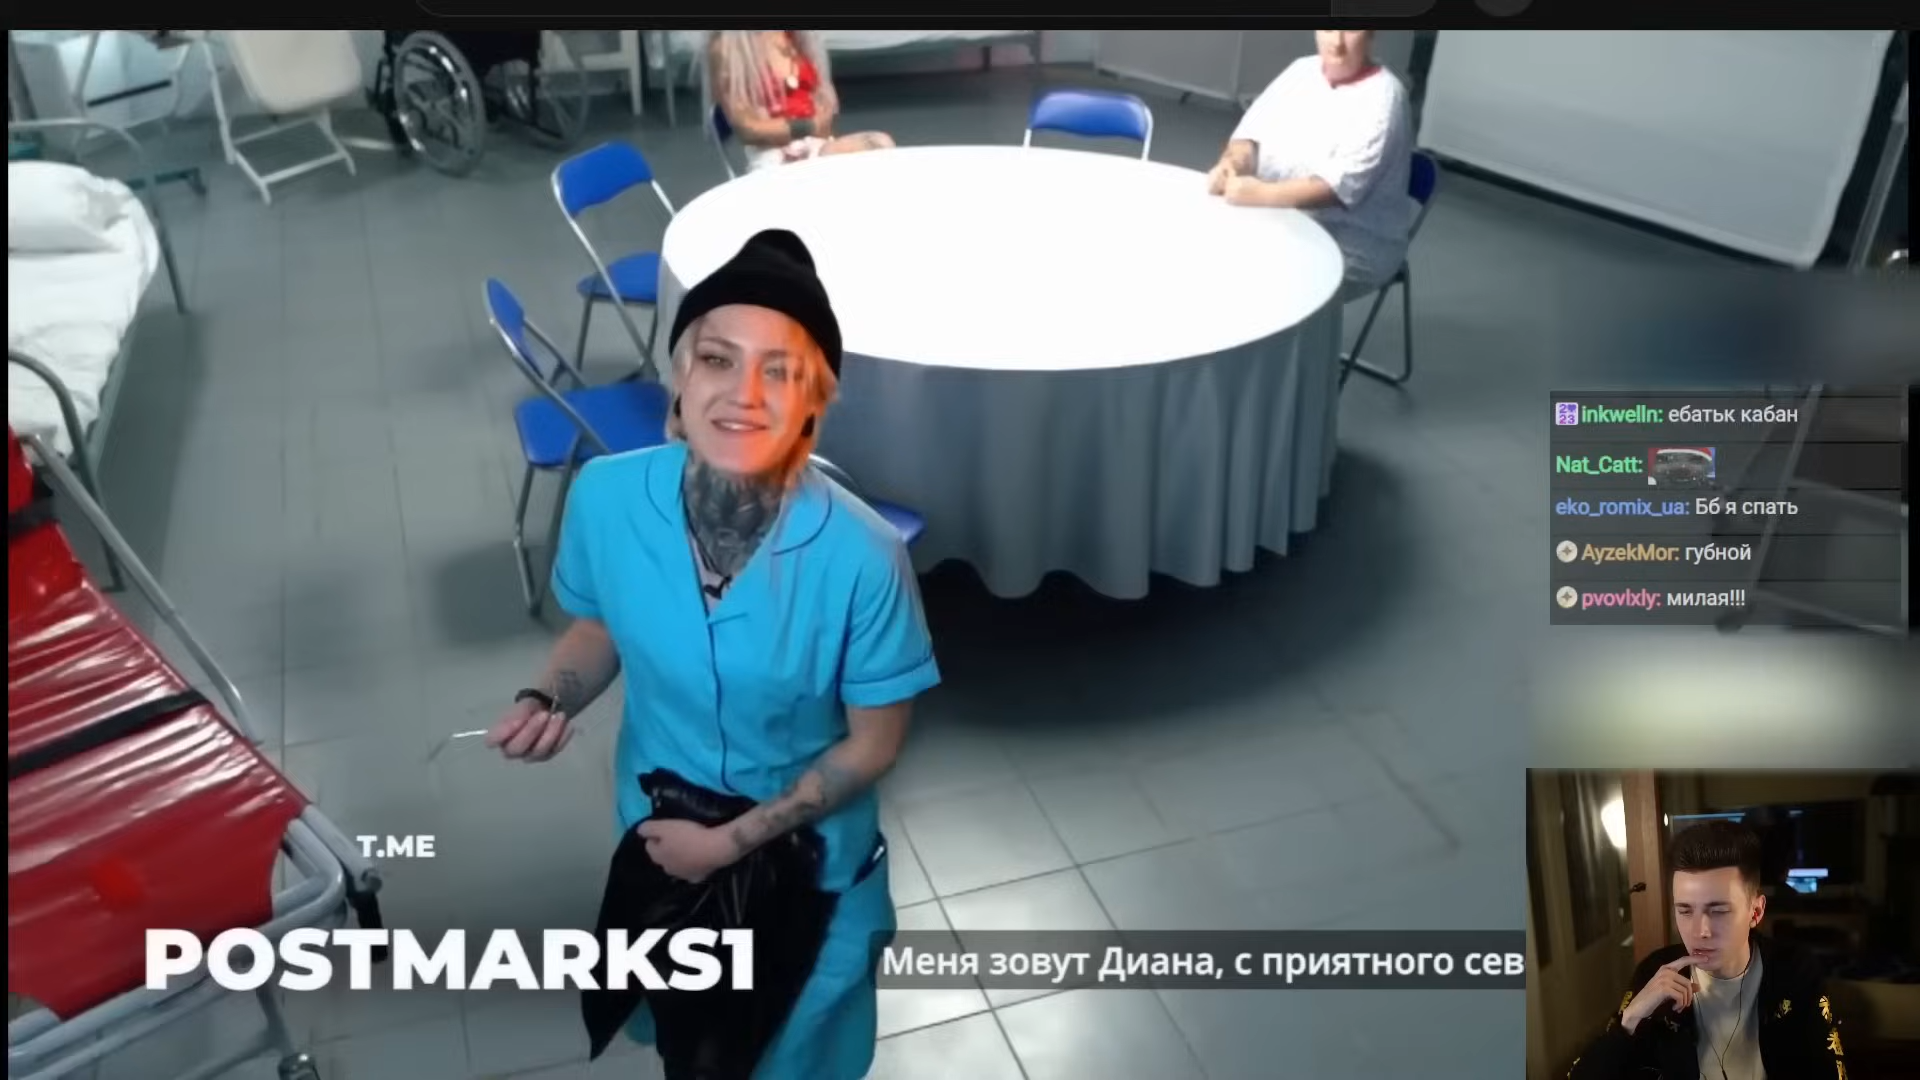 inkwelln: ебатьк кабан
Nat_Catt:
eko_romix_ua: Бб я спать
AyzekMor: губной
pvovlxly: милая!!!
T.ME
POSTMARKS1
Меня зовут Диана, с приятного сев